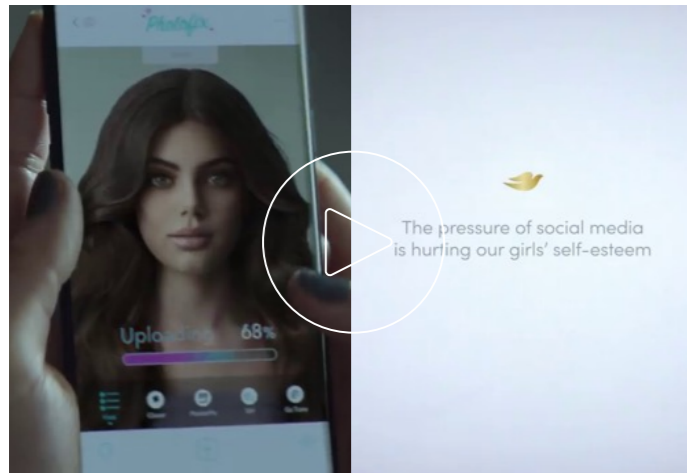 Photofix
Uploading 68%
The pressure of social media
is hurting our girls' self-esteem